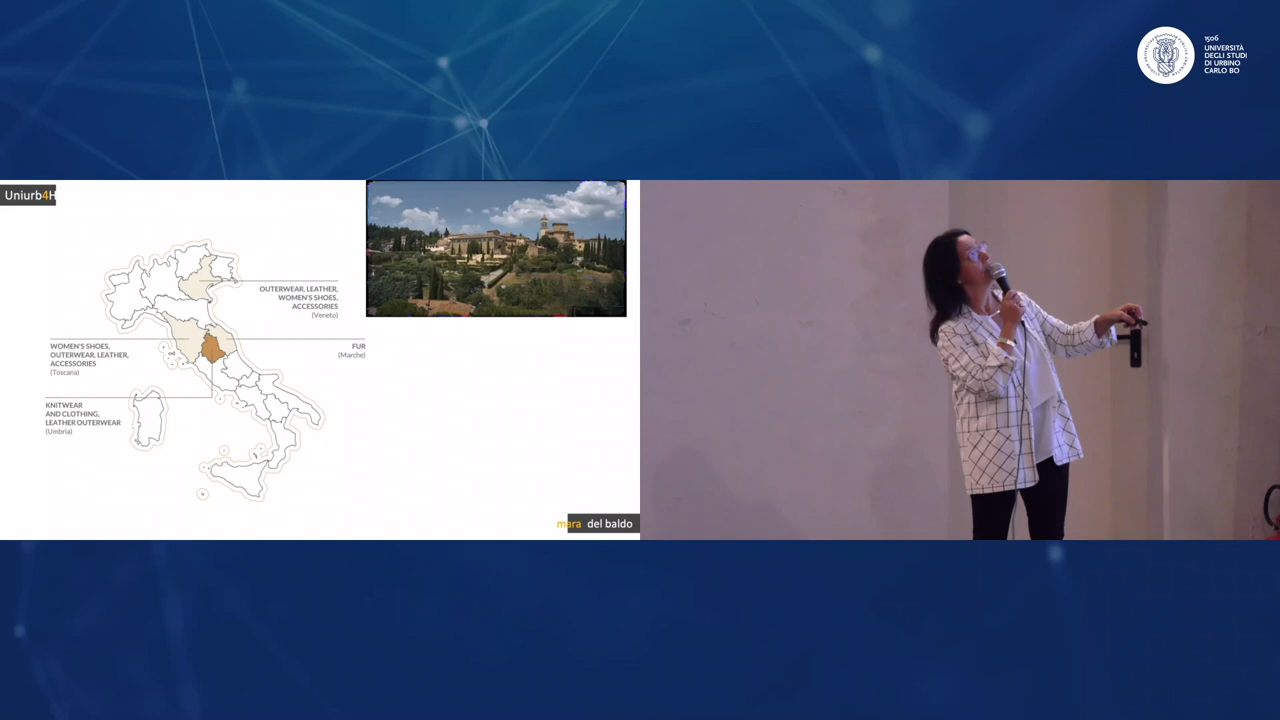 1506
UNIVERSITÀ
DEGLI STUDI
DI URBINO
CARLO BO
Uniurb4H
OUTERWEAR, LEATHER,
WOMEN'S SHOES,
ACCESSORIES
(Veneto)
WOMEN'S SHOES,
OUTERWEAR, LEATHER,
ACCESSORIES
(Toscana)
FUR
(Marche)
KNITWEAR
AND CLOTHING,
LEATHER OUTERWEAR
(Umbria)
mara del baldo